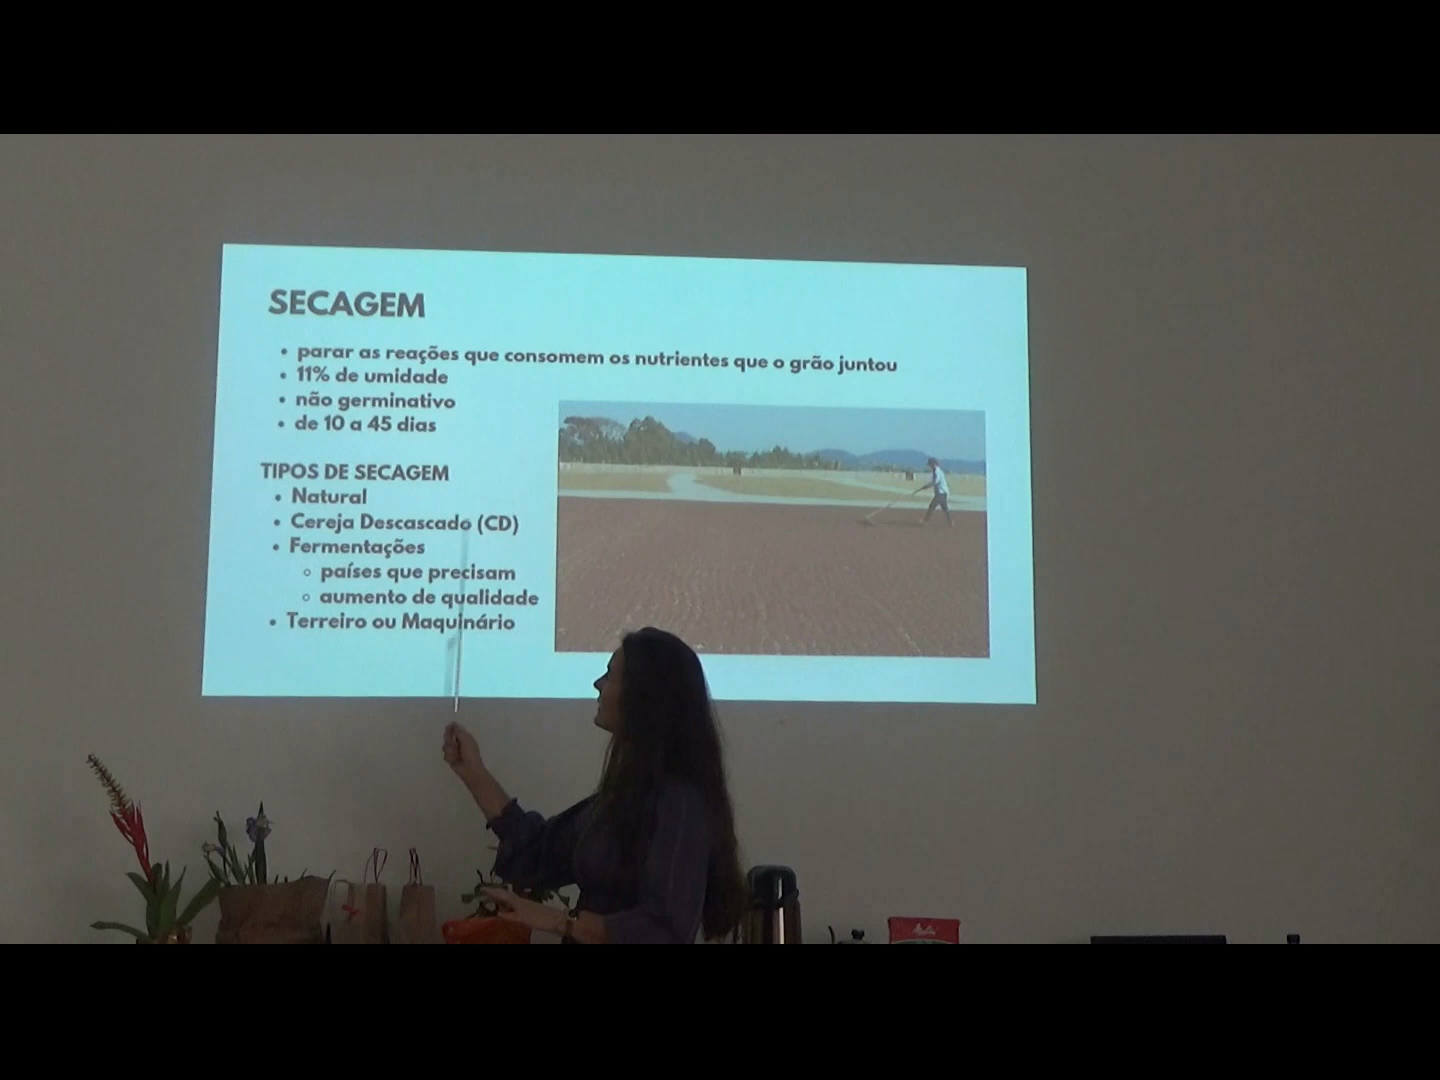 SECAGEM
• parar as reações que consomem os nutrientes que o grão juntou
• 11% de umidade
• não germinativo
• de 10 a 45 dias
TIPOS DE SECAGEM
• Natural
• Cereja Descascado (CD)
• Fermentações
◦ países que precisam
◦ aumento de qualidade
• Terreiro ou Maquinário